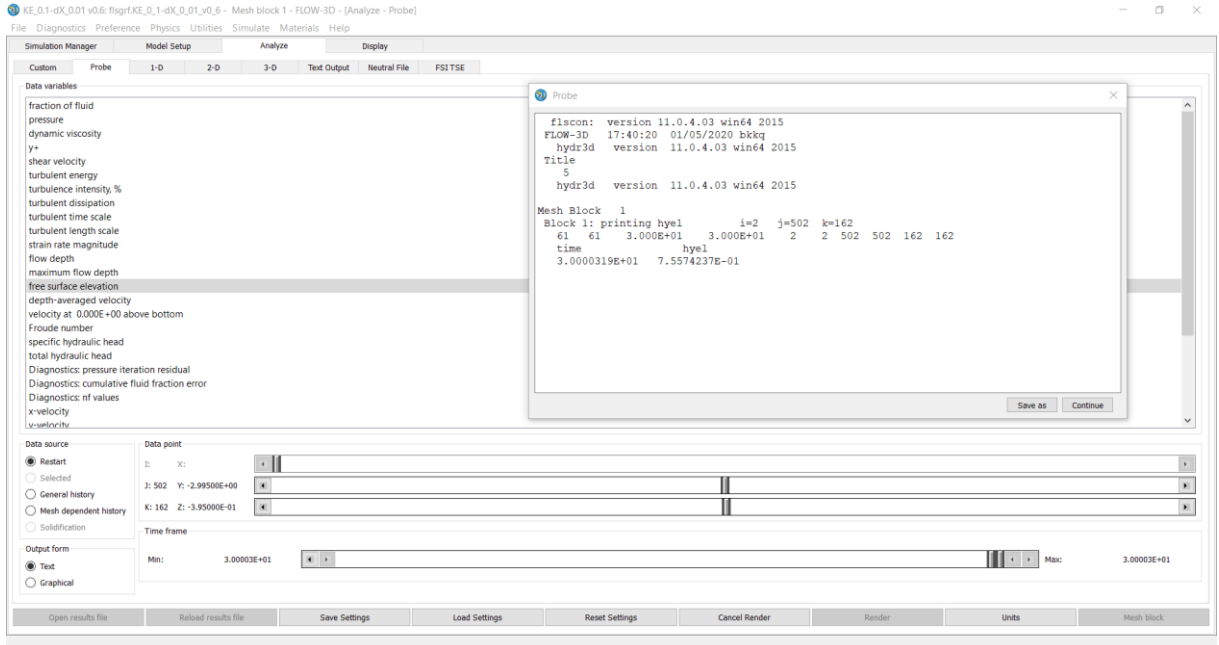 KE_0.1-dX_0.01 v0.6: flsgrf.KE_0_1-dX_0_01_v0_6 - Mesh block 1 - FLOW-3D - [Analyze - Probe]
File Diagnostics Preference Physics Utilities Simulate Materials Help
Simulation Manager Model Setup Analyze Display
Custom Probe 1-D 2-D 3-D Text Output Neutral File FSI TSE
Data variables
fraction of fluid
pressure
dynamic viscosity
y+
shear velocity
turbulent energy
turbulence intensity, %
turbulent dissipation
turbulent time scale
turbulent length scale
strain rate magnitude
flow depth
maximum flow depth
free surface elevation
depth-averaged velocity
velocity at 0.000E+00 above bottom
Froude number
specific hydraulic head
total hydraulic head
Diagnostics: pressure iteration residual
Diagnostics: cumulative fluid fraction error
Diagnostics: nf values
x-velocity
y-velocity
Probe
flscon: version 11.0.4.03 win64 2015
FLOW-3D 17:40:20 01/05/2020 bkkq
hydr3d version 11.0.4.03 win64 2015
Title
5
hydr3d version 11.0.4.03 win64 2015
Mesh Block 1
Block 1: printing hyel i=2 j=502 k=162
61 61 3.000E+01 3.000E+01 2 2 502 502 162 162
time hyel
3.0000319E+01 7.5574237E-01
Save as Continue
Data source
Restart
Selected
General history
Mesh dependent history
Solidification
Output form
Text
Graphical
Data point
I: X:
J: 502 Y: -2.99500E+00
K: 162 Z: -3.95000E-01
Time frame
Min: 3.00003E+01 Max: 3.00003E+01
Open results file Reload results file Save Settings Load Settings Reset Settings Cancel Render Render Units Mesh block